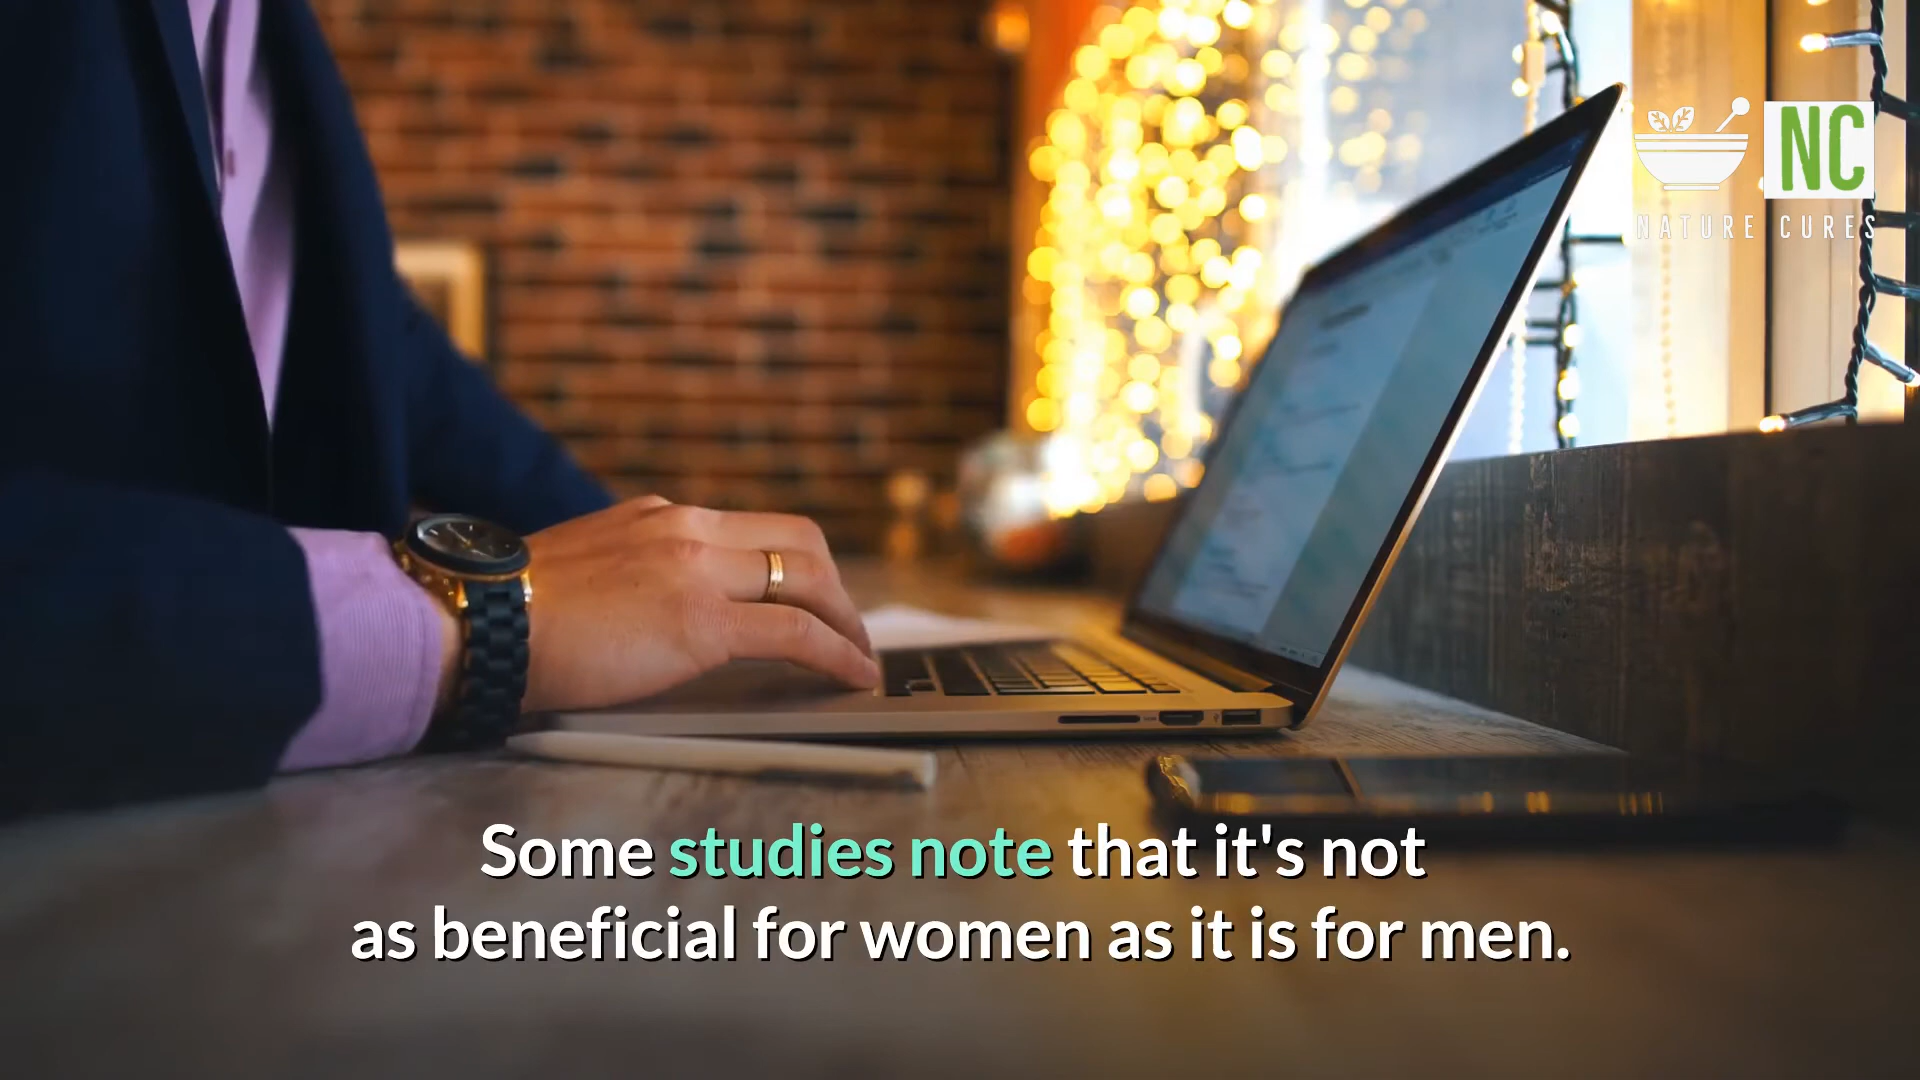 NC
NATURE CURES
Some studies note that it's not
as beneficial for women as it is for men.